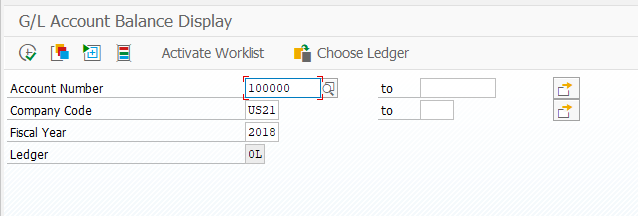 G/L Account Balance Display
Activate Worklist Choose Ledger
Account Number 100000 to
Company Code US21 to
Fiscal Year 2018
Ledger 0L